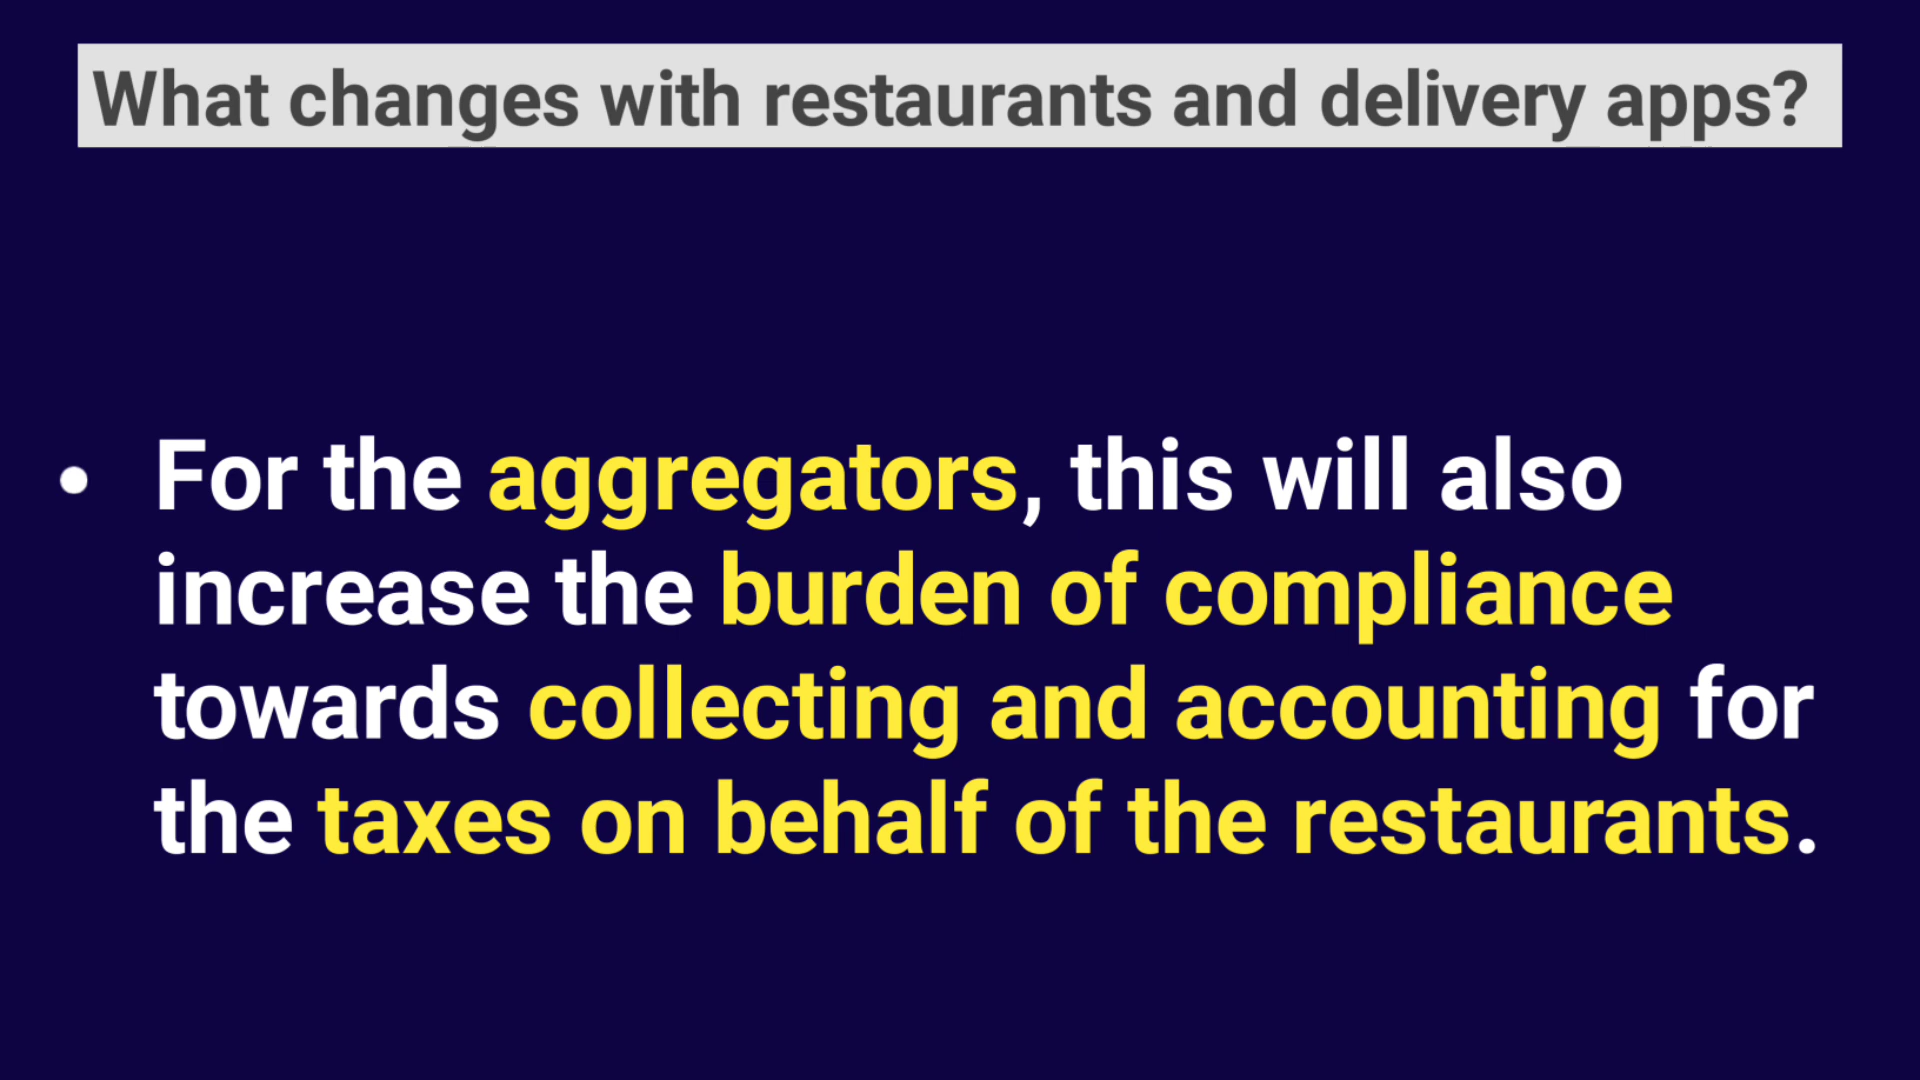 What changes with restaurants and delivery apps?
• For the aggregators, this will also
increase the burden of compliance
towards collecting and accounting for
the taxes on behalf of the restaurants.